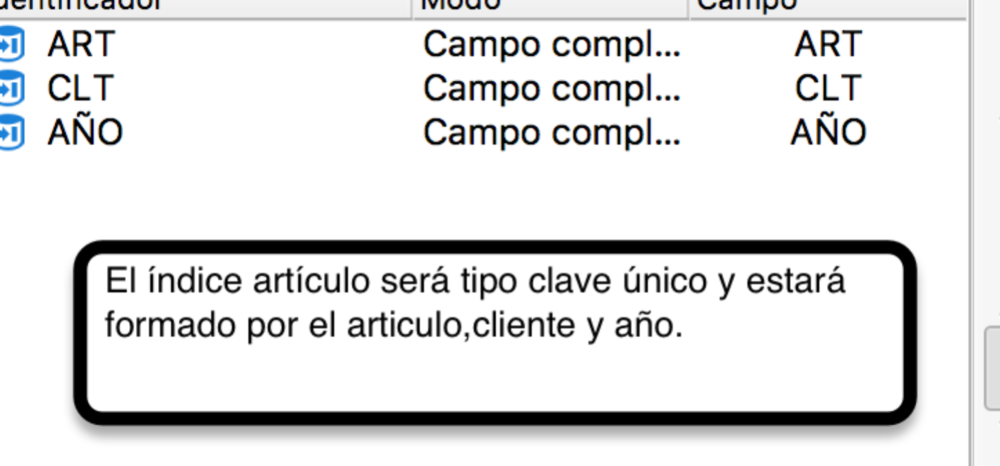 Identificador Modo Campo
ART Campo compl... ART
CLT Campo compl... CLT
AÑO Campo compl... AÑO
El índice artículo será tipo clave único y estará
formado por el articulo,cliente y año.